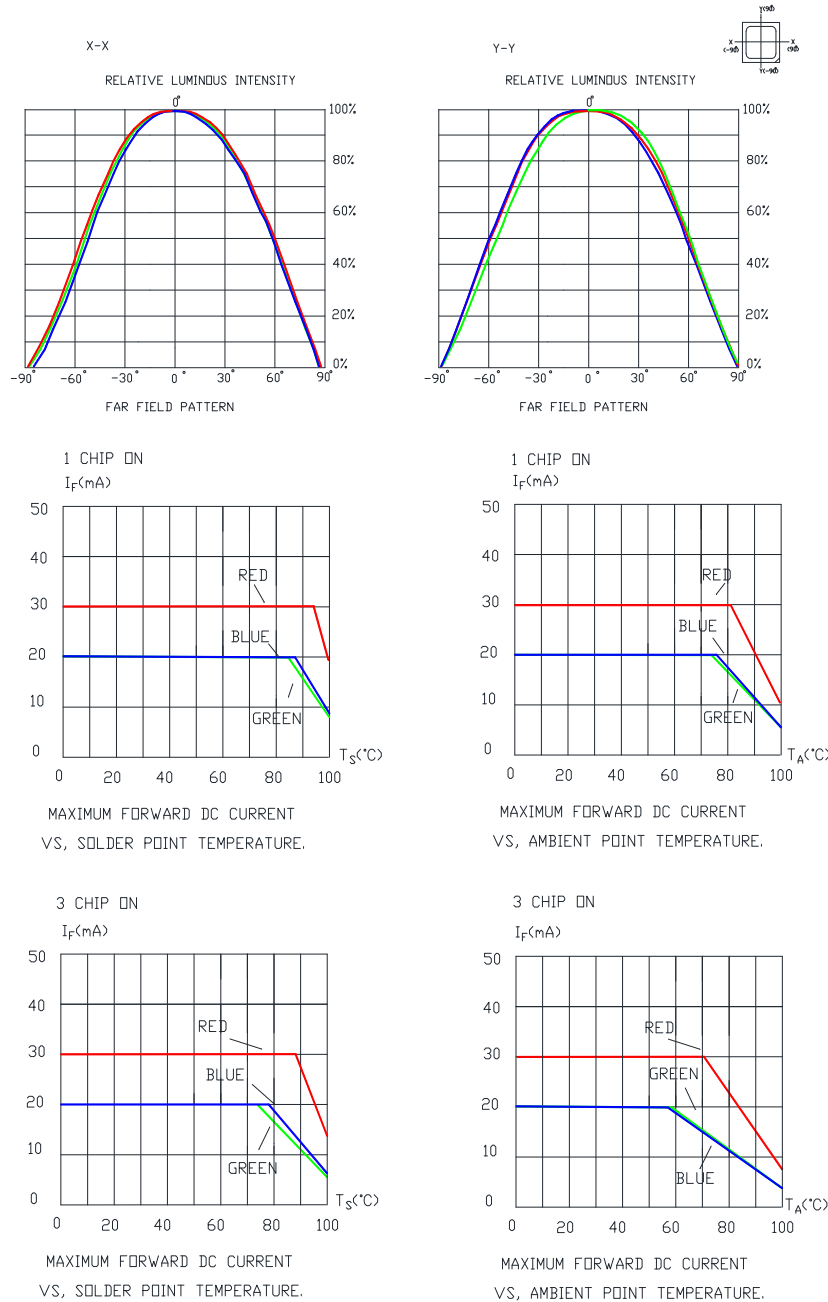 X-X
Y-Y
Y(90°)
X X
(-90°) (90°)
Y(-90°)
RELATIVE LUMINOUS INTENSITY
0°
100%
80%
60%
40%
20%
0%
-90° -60° -30° 0° 30° 60° 90°
FAR FIELD PATTERN
RELATIVE LUMINOUS INTENSITY
0°
100%
80%
60%
40%
20%
0%
-90° -60° -30° 0° 30° 60° 90°
FAR FIELD PATTERN
1 CHIP ON
IF(mA)
50
40
30
20
10
0
RED
BLUE
GREEN
0 20 40 60 80 100
TS(°C)
MAXIMUM FORWARD DC CURRENT
VS, SOLDER POINT TEMPERATURE.
1 CHIP ON
IF(mA)
50
40
30
20
10
0
RED
BLUE
GREEN
0 20 40 60 80 100
TA(°C)
MAXIMUM FORWARD DC CURRENT
VS, AMBIENT POINT TEMPERATURE.
3 CHIP ON
IF(mA)
50
40
30
20
10
0
RED
BLUE
GREEN
0 20 40 60 80 100
TS(°C)
MAXIMUM FORWARD DC CURRENT
VS, SOLDER POINT TEMPERATURE.
3 CHIP ON
IF(mA)
50
40
30
20
10
0
RED
GREEN
BLUE
0 20 40 60 80 100
TA(°C)
MAXIMUM FORWARD DC CURRENT
VS, AMBIENT POINT TEMPERATURE.